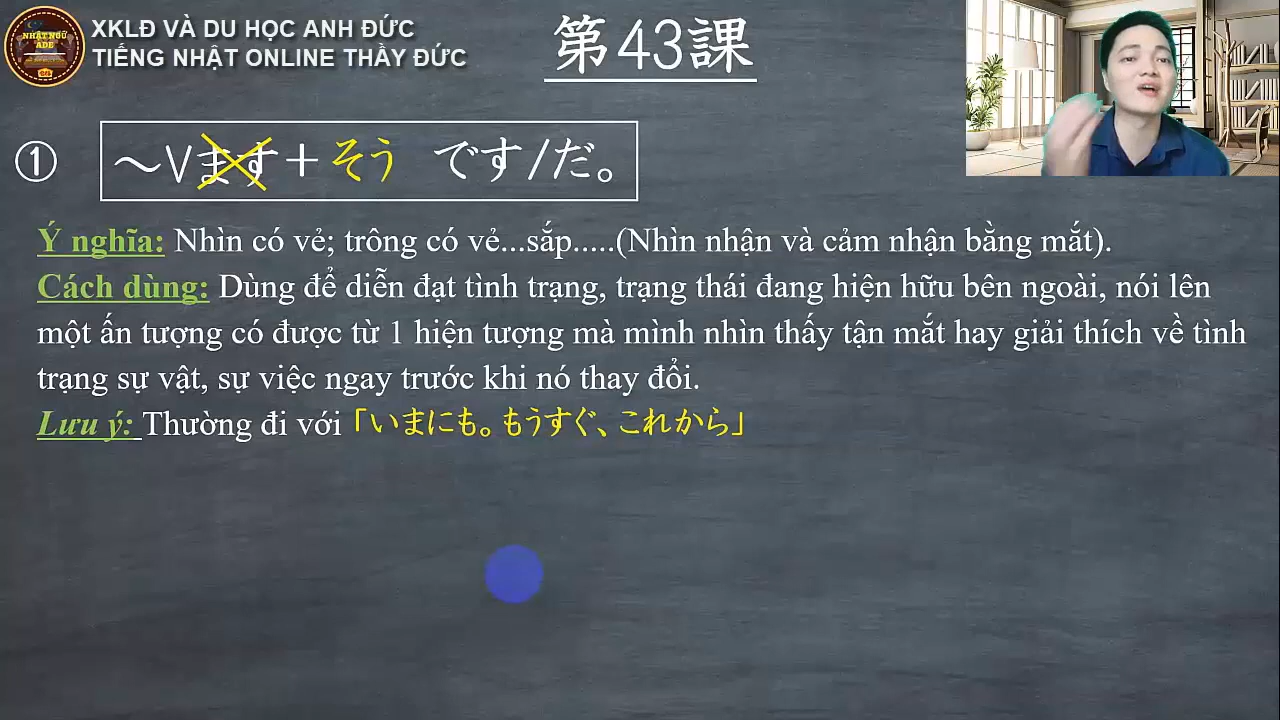 NHẬT NGỮ
ADE
XKLĐ VÀ DU HỌC ANH ĐỨC
TIẾNG NHẬT ONLINE THẦY ĐỨC
第43課
① ～Vます＋そう です/だ。
Ý nghĩa: Nhìn có vẻ; trông có vẻ...sắp.....(Nhìn nhận và cảm nhận bằng mắt).
Cách dùng: Dùng để diễn đạt tình trạng, trạng thái đang hiện hữu bên ngoài, nói lên
một ấn tượng có được từ 1 hiện tượng mà mình nhìn thấy tận mắt hay giải thích về tình
trạng sự vật, sự việc ngay trước khi nó thay đổi.
Lưu ý: Thường đi với 「いまにも。もうすぐ、これから」